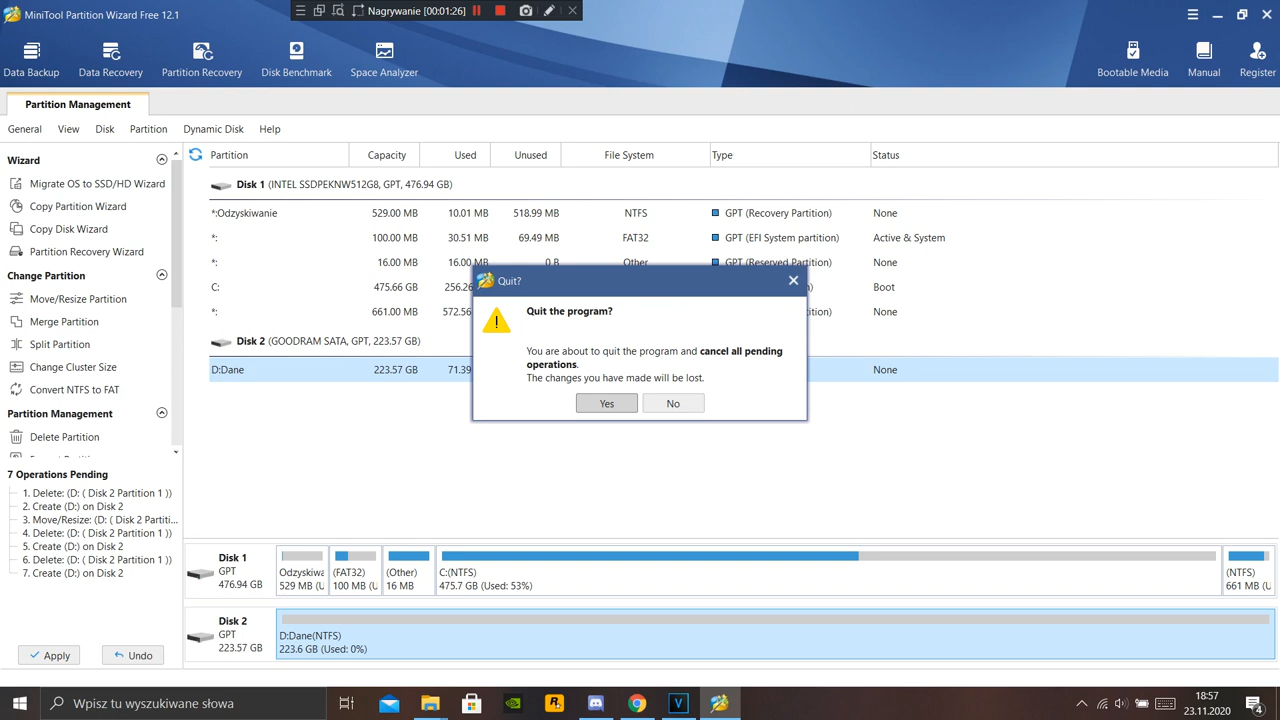 MiniTool Partition Wizard Free 12.1
Nagrywanie [00:01:26]
Data Backup
Data Recovery
Partition Recovery
Disk Benchmark
Space Analyzer
Bootable Media
Manual
Register
Partition Management
General View Disk Partition Dynamic Disk Help
Wizard
Migrate OS to SSD/HD Wizard
Copy Partition Wizard
Copy Disk Wizard
Partition Recovery Wizard
Change Partition
Move/Resize Partition
Merge Partition
Split Partition
Change Cluster Size
Convert NTFS to FAT
Partition Management
Delete Partition
7 Operations Pending
1. Delete: (D: ( Disk 2 Partition 1 ))
2. Create (D:) on Disk 2
3. Move/Resize: (D: ( Disk 2 Partiti...
4. Delete: (D: ( Disk 2 Partition 1 ))
5. Create (D:) on Disk 2
6. Delete: (D: ( Disk 2 Partition 1 ))
7. Create (D:) on Disk 2
Apply
Undo
Partition Capacity Used Unused File System Type Status
Disk 1 (INTEL SSDPEKNW512G8, GPT, 476.94 GB)
*:Odzyskiwanie 529.00 MB 10.01 MB 518.99 MB NTFS GPT (Recovery Partition) None
*: 100.00 MB 30.51 MB 69.49 MB FAT32 GPT (EFI System partition) Active & System
*: 16.00 MB 16.00 MB 0 B Other GPT (Reserved Partition) None
C: 475.66 GB 256.26 Boot
*: 661.00 MB 572.56 None
Disk 2 (GOODRAM SATA, GPT, 223.57 GB)
D:Dane 223.57 GB 71.39 None
Quit?
Quit the program?
You are about to quit the program and cancel all pending
operations.
The changes you have made will be lost.
Yes
No
Disk 1
GPT
476.94 GB
Odzyskiwa
529 MB (U
(FAT32)
100 MB (U
(Other)
16 MB
C:(NTFS)
475.7 GB (Used: 53%)
(NTFS)
661 MB (U
Disk 2
GPT
223.57 GB
D:Dane(NTFS)
223.6 GB (Used: 0%)
Wpisz tu wyszukiwane słowa
18:57
23.11.2020
4